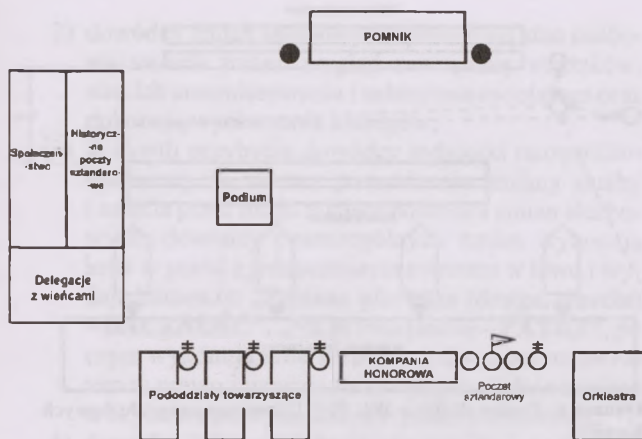 POMNIK
Społeczeń-
-stwo
Historycz-
-ne
poczty
sztandaro-
-we
Podium
Delegacje
z wieńcami
KOMPANIA
HONOROWA
Poczet
sztandarowy
Pododdziały towarzyszące
Orkiestra